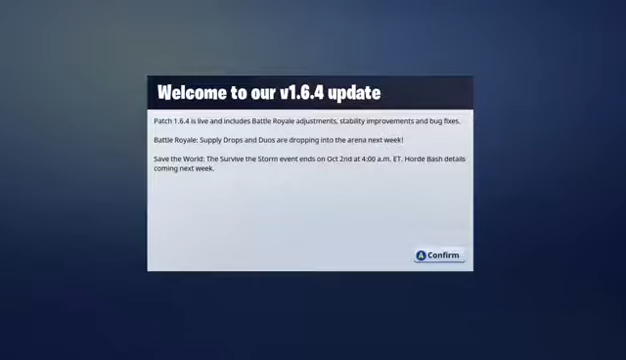 Welcome to our v1.6.4 update
Patch 1.6.4 is live and includes Battle Royale adjustments, stability improvements and bug fixes.
Battle Royale: Supply Drops and Duos are dropping into the arena next week!
Save the World: The Survive the Storm event ends on Oct 2nd at 4:00 a.m. ET. Horde Bash details
coming next week.
A Confirm